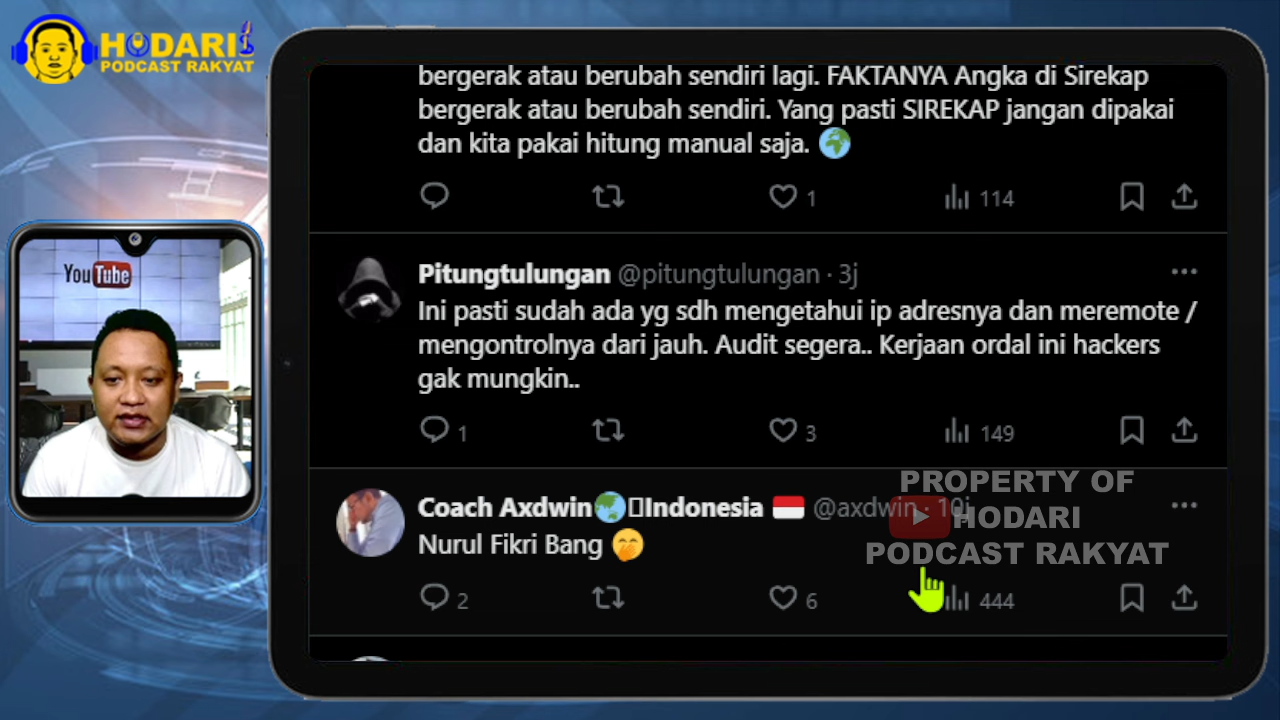 HODARI
PODCAST RAKYAT
bergerak atau berubah sendiri lagi. FAKTANYA Angka di Sirekap
bergerak atau berubah sendiri. Yang pasti SIREKAP jangan dipakai
dan kita pakai hitung manual saja. 🌍
1 114
YouTube
Pitungtulungan @pitungtulungan · 3j
Ini pasti sudah ada yg sdh mengetahui ip adresnya dan meremote /
mengontrolnya dari jauh. Audit segera.. Kerjaan ordal ini hackers
gak mungkin..
1 3 149
Coach Axdwin🌏Indonesia 🇮🇩 @axdwin · 10j
Nurul Fikri Bang 🤭
2 6 444
PROPERTY OF
HODARI
PODCAST RAKYAT